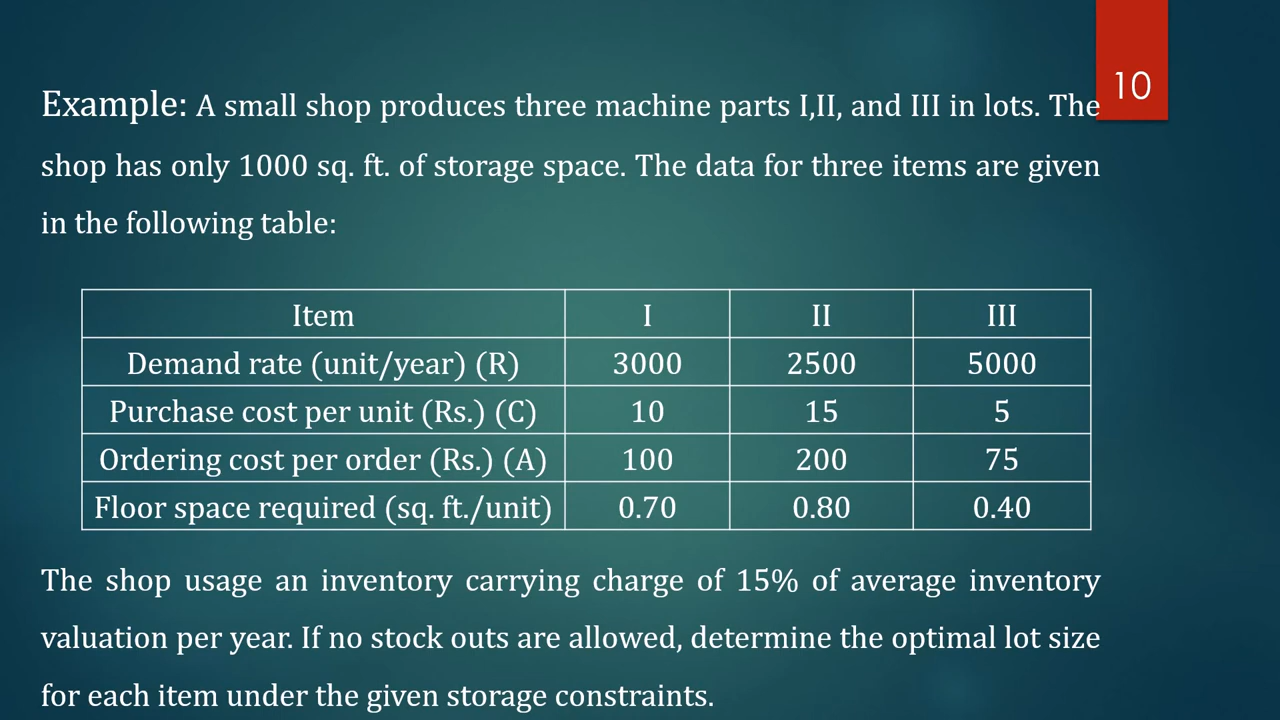 10
Example: A small shop produces three machine parts I,II, and III in lots. The
shop has only 1000 sq. ft. of storage space. The data for three items are given
in the following table:
Item I II III
Demand rate (unit/year) (R) 3000 2500 5000
Purchase cost per unit (Rs.) (C) 10 15 5
Ordering cost per order (Rs.) (A) 100 200 75
Floor space required (sq. ft./unit) 0.70 0.80 0.40
The shop usage an inventory carrying charge of 15% of average inventory
valuation per year. If no stock outs are allowed, determine the optimal lot size
for each item under the given storage constraints.